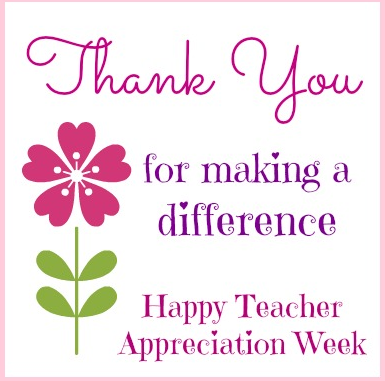 Thank You
for making a
difference
Happy Teacher
Appreciation Week